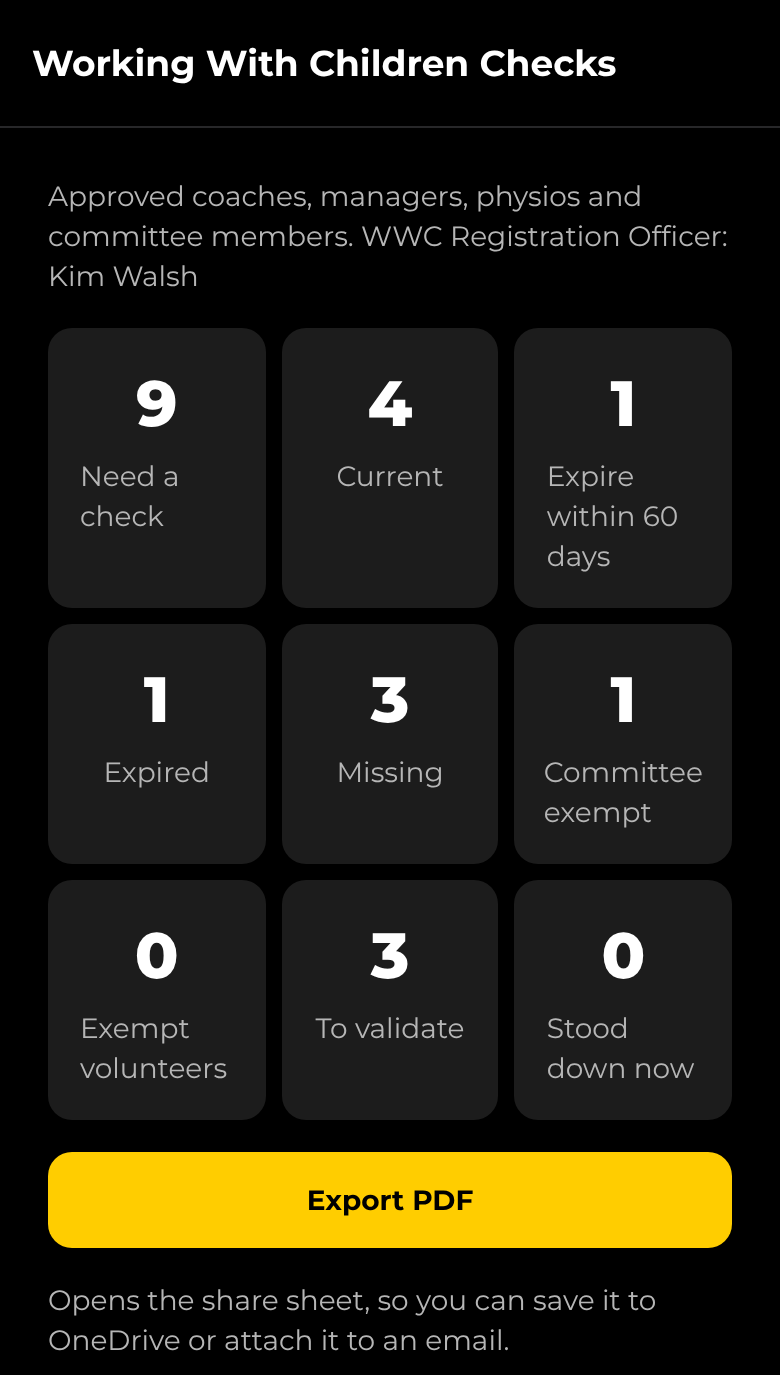 Working With Children Checks
Approved coaches, managers, physios and
committee members. WWC Registration Officer:
Kim Walsh
9
Need a
check
4
Current
1
Expire
within 60
days
1
Expired
3
Missing
1
Committee
exempt
0
Exempt
volunteers
3
To validate
0
Stood
down now
Export PDF
Opens the share sheet, so you can save it to
OneDrive or attach it to an email.